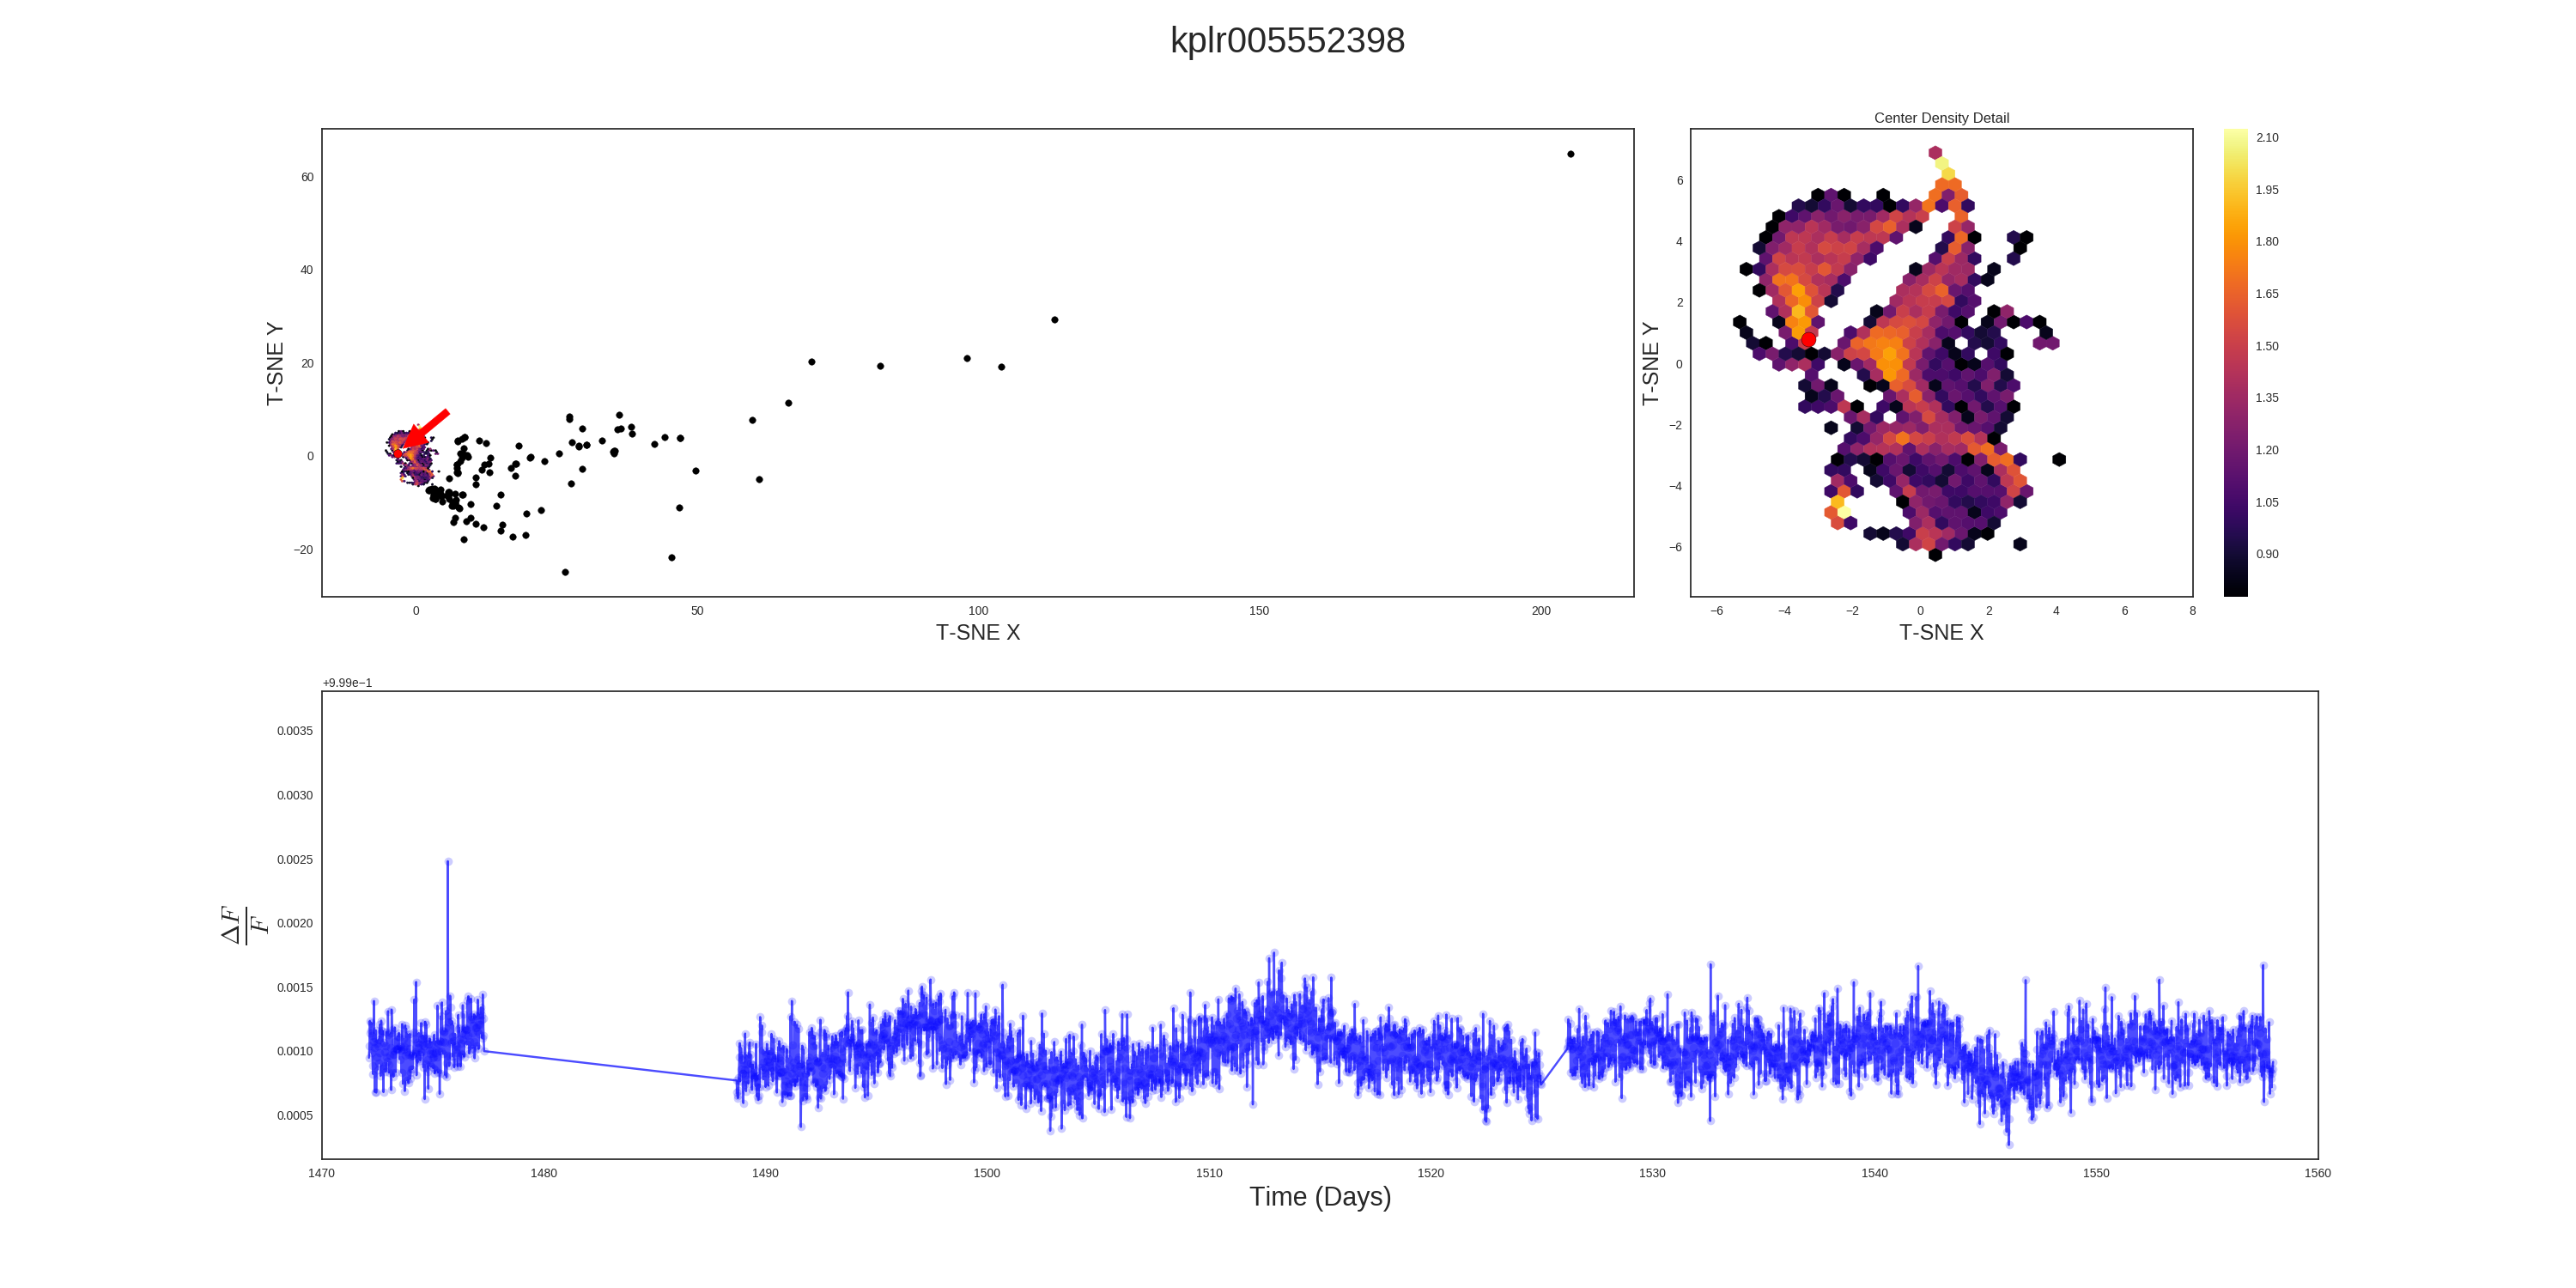 kplr005552398
Center Density Detail
60
40
20
0
−20
T-SNE Y
0 50 100 150 200
T-SNE X
6
4
2
0
−2
−4
−6
T-SNE Y
−6 −4 −2 0 2 4 6 8
T-SNE X
2.10
1.95
1.80
1.65
1.50
1.35
1.20
1.05
0.90
+9.99e−1
0.0035
0.0030
0.0025
0.0020
0.0015
0.0010
0.0005
ΔF
F
1470 1480 1490 1500 1510 1520 1530 1540 1550 1560
Time (Days)